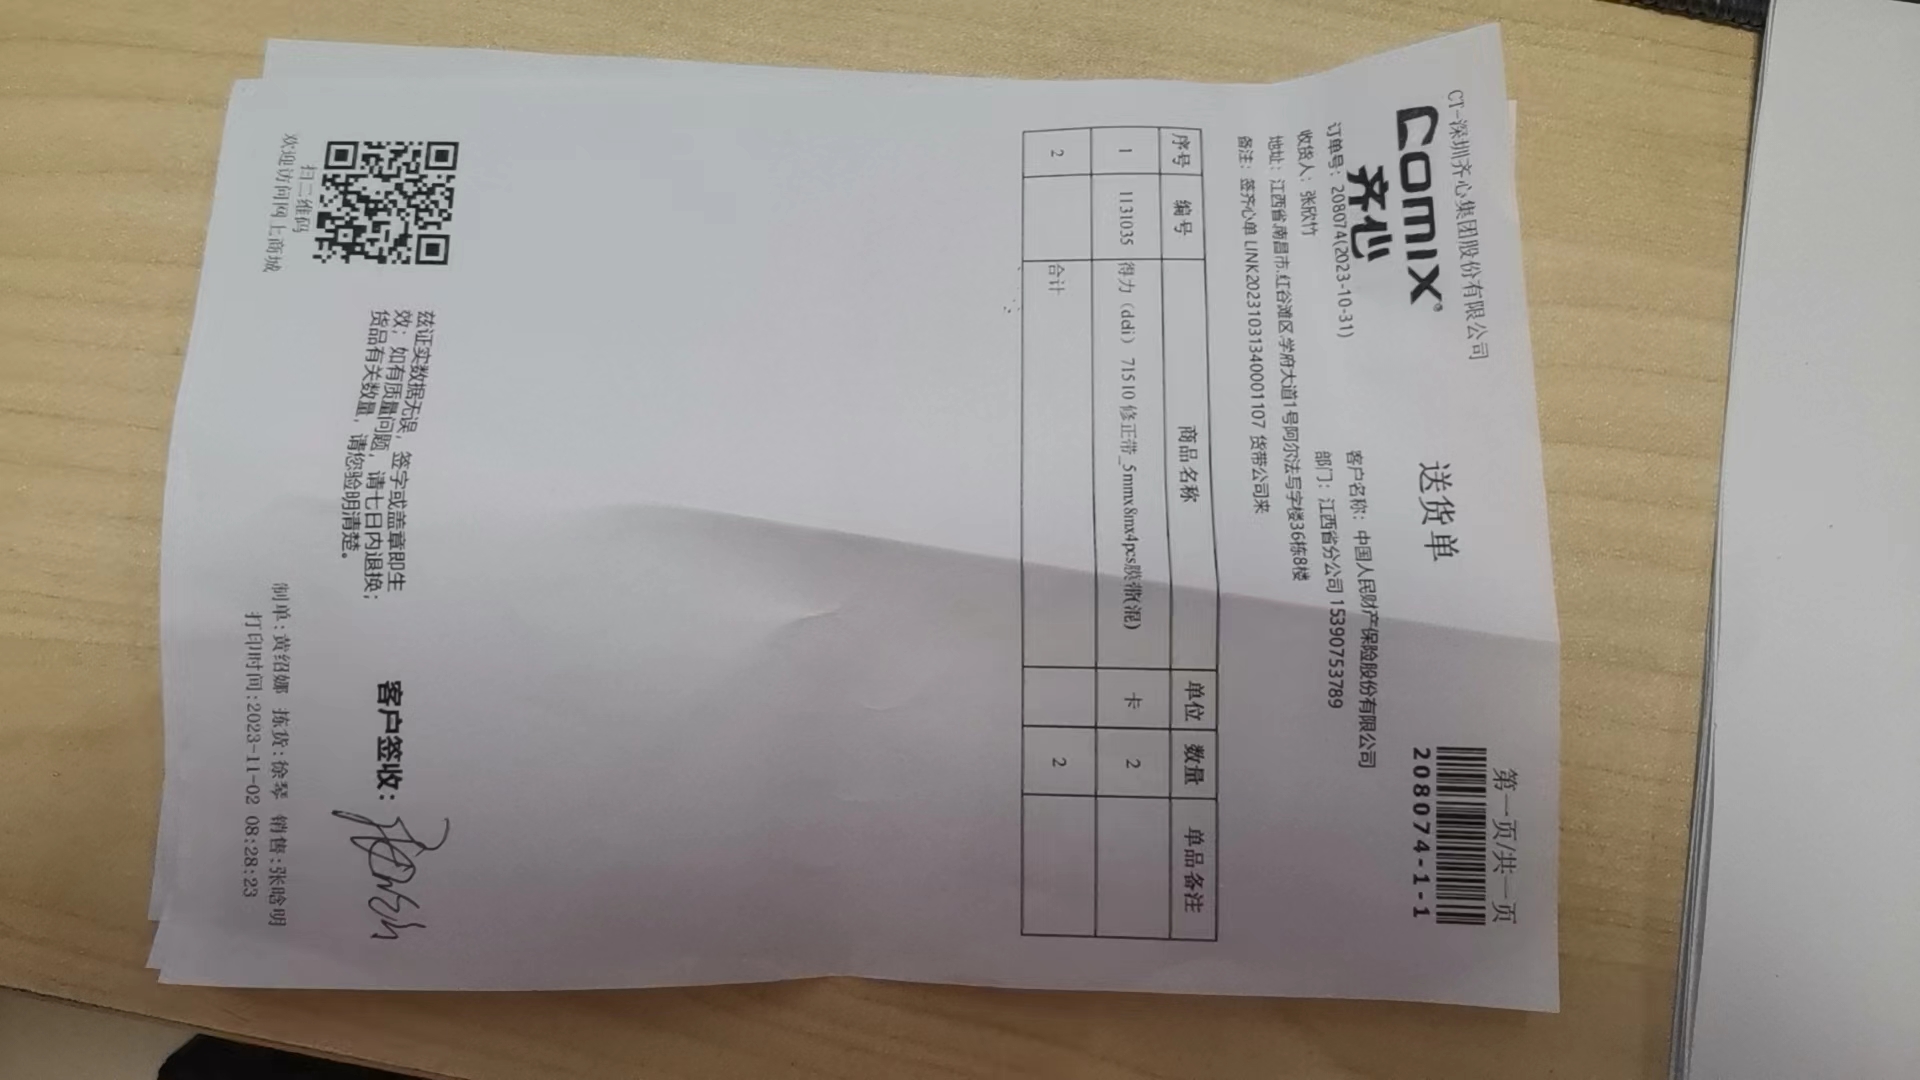 CT-深圳齐心集团股份有限公司
第一页/共一页
comix®
齐心
送货单
208074-1-1
订单号：208074(2023-10-31)
客户名称：中国人民财产保险股份有限公司
收货人：张欣竹
部门：江西省分公司 15390753789
地址：江西省,南昌市,红谷滩区,学府大道1号阿尔法写字楼36栋8楼
备注：签齐心单 LINK20231031340001107 货带公司来
序号 编号 商品名称 单位 数量 单品备注
1 1131035 得力（ddi） 71510 修正带_5mmx8mx4pcs膜带(混) 卡 2
2 合计 2
兹证实数据无误，签字或盖章即生
效；如有质量问题，请七日内退换；
货品有关数量，请您验明清楚。
客户签收：
扫二维码
欢迎访问网上商城
制单:黄绍娜 拣货:徐琴 销售:张晗明
打印时间:2023-11-02 08:28:23